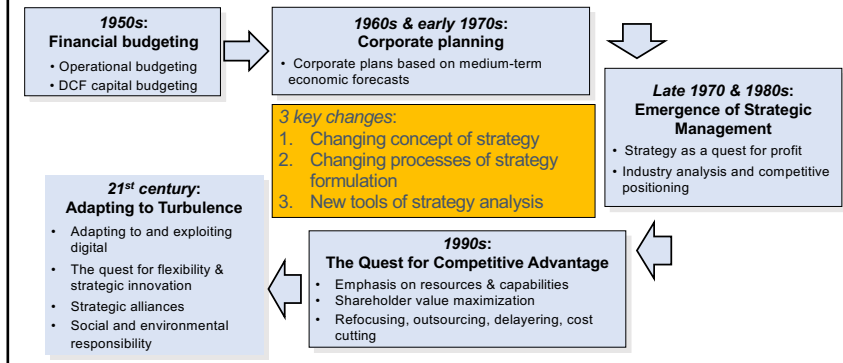 1950s:
Financial budgeting
• Operational budgeting
• DCF capital budgeting
1960s & early 1970s:
Corporate planning
• Corporate plans based on medium-term
economic forecasts
Late 1970 & 1980s:
Emergence of Strategic
Management
• Strategy as a quest for profit
• Industry analysis and competitive
positioning
3 key changes:
1. Changing concept of strategy
2. Changing processes of strategy
formulation
3. New tools of strategy analysis
1990s:
The Quest for Competitive Advantage
• Emphasis on resources & capabilities
• Shareholder value maximization
• Refocusing, outsourcing, delayering, cost
cutting
21st century:
Adapting to Turbulence
• Adapting to and exploiting
digital
• The quest for flexibility &
strategic innovation
• Strategic alliances
• Social and environmental
responsibility